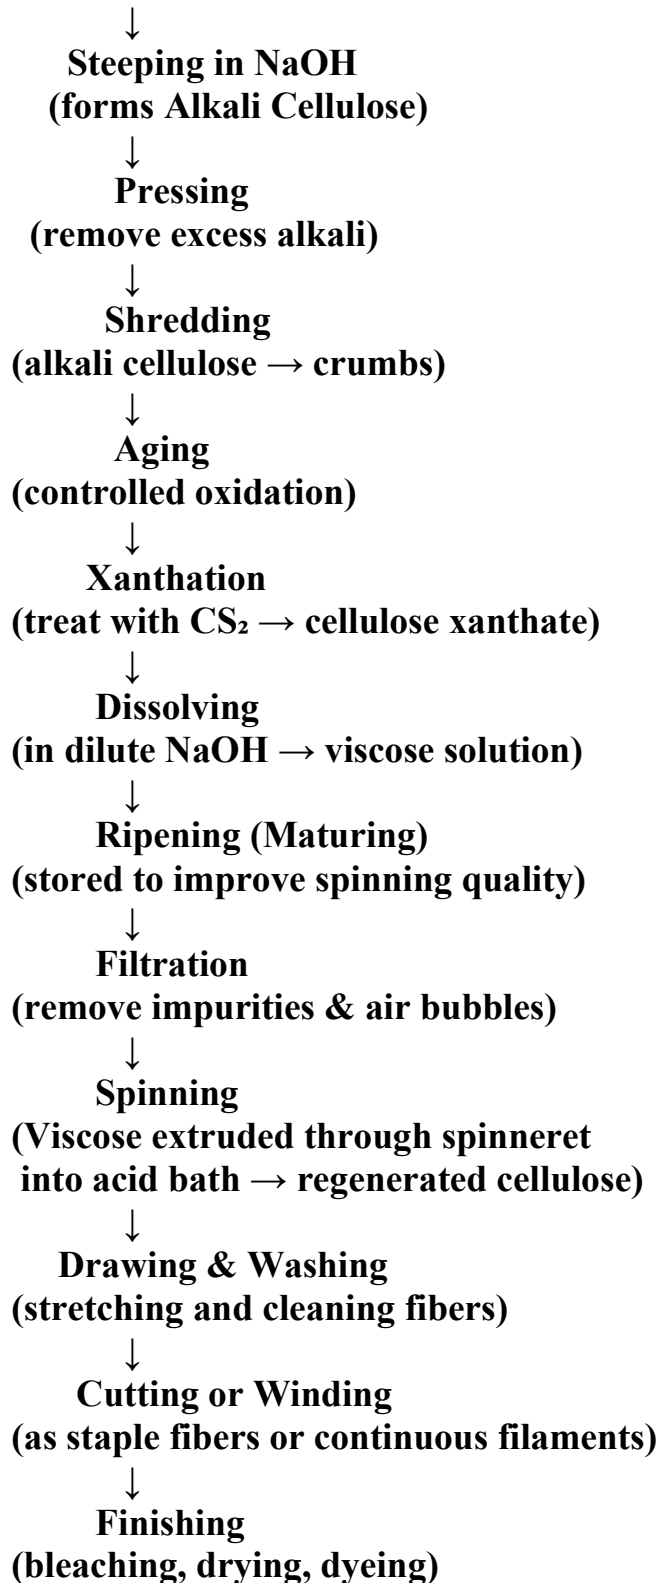 ↓
Steeping in NaOH
(forms Alkali Cellulose)
↓
Pressing
(remove excess alkali)
↓
Shredding
(alkali cellulose → crumbs)
↓
Aging
(controlled oxidation)
↓
Xanthation
(treat with CS₂ → cellulose xanthate)
↓
Dissolving
(in dilute NaOH → viscose solution)
↓
Ripening (Maturing)
(stored to improve spinning quality)
↓
Filtration
(remove impurities & air bubbles)
↓
Spinning
(Viscose extruded through spinneret
into acid bath → regenerated cellulose)
↓
Drawing & Washing
(stretching and cleaning fibers)
↓
Cutting or Winding
(as staple fibers or continuous filaments)
↓
Finishing
(bleaching, drying, dyeing)